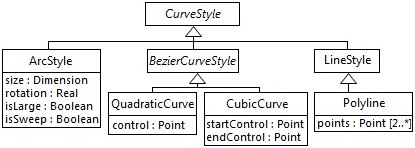 CurveStyle
ArcStyle
size : Dimension
rotation : Real
isLarge : Boolean
isSweep : Boolean
BezierCurveStyle
LineStyle
QuadraticCurve
control : Point
CubicCurve
startControl : Point
endControl : Point
Polyline
points : Point [2..*]